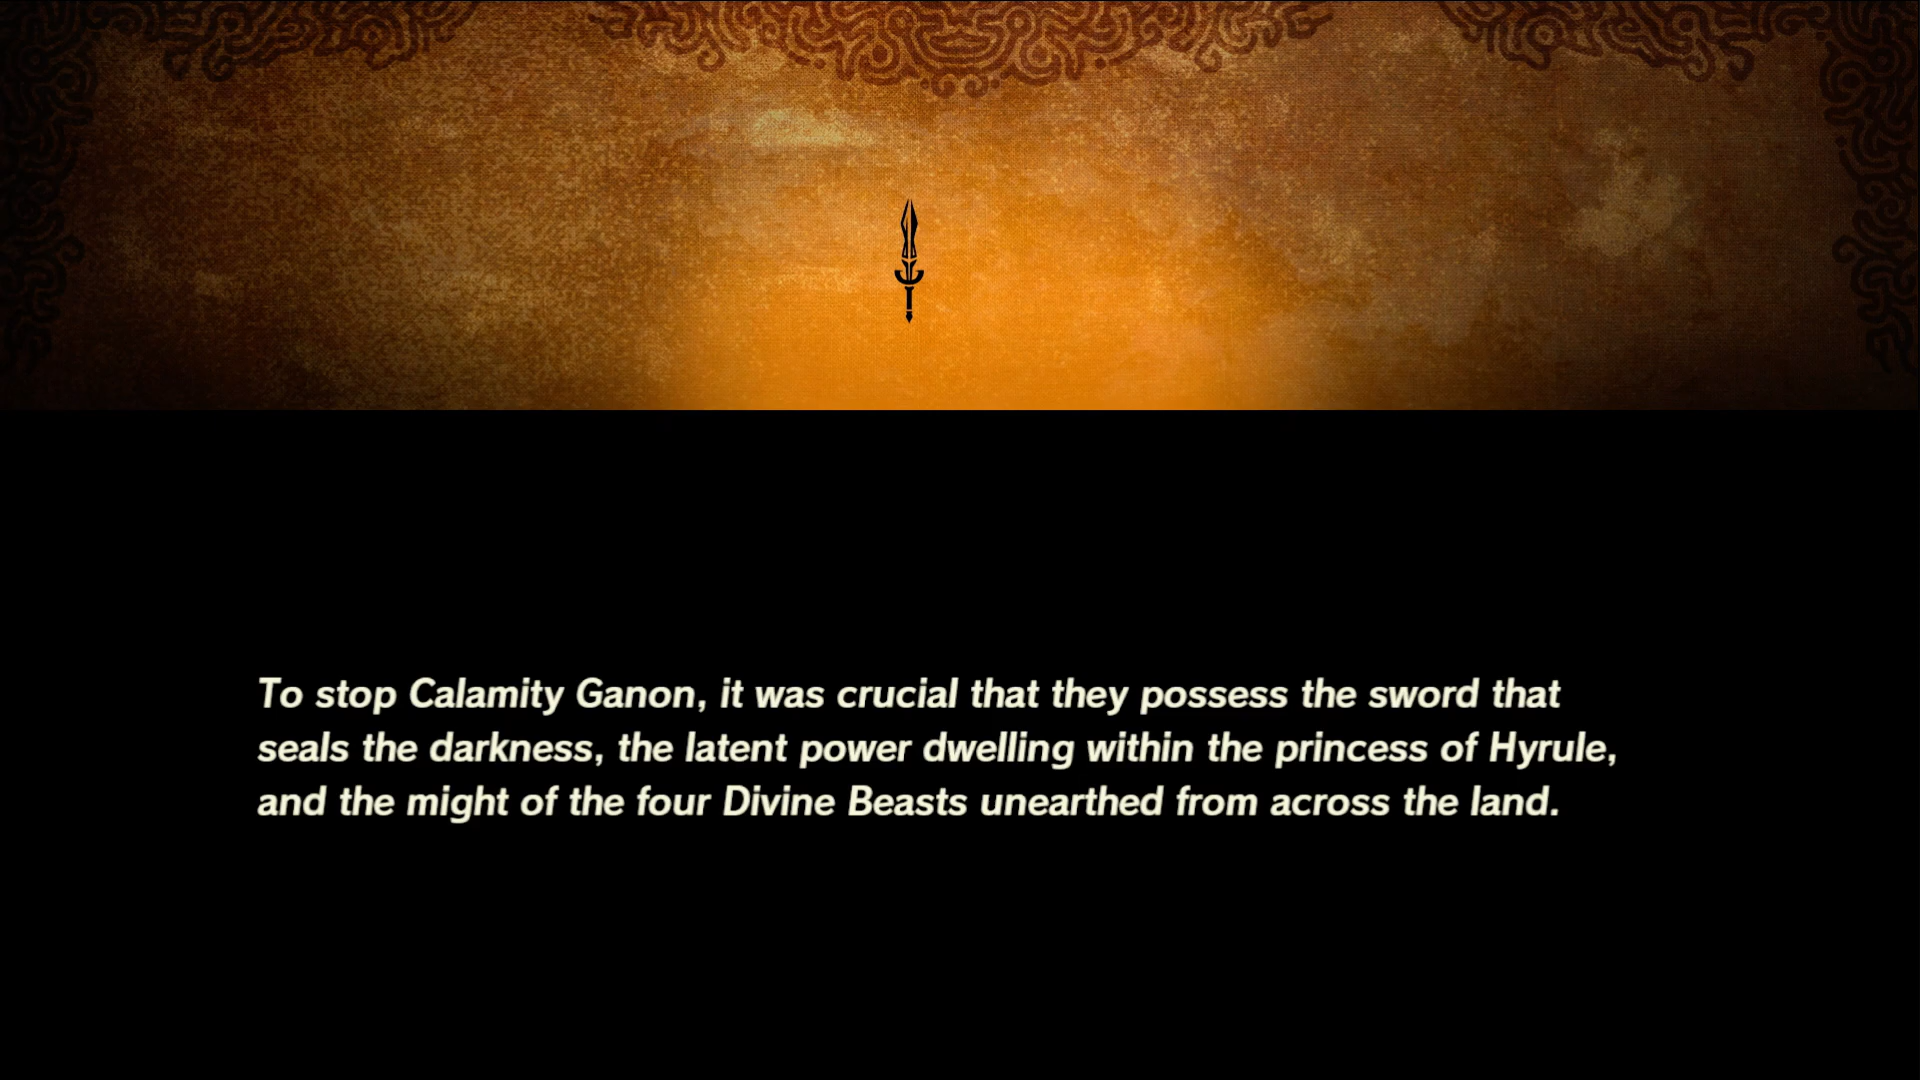 To stop Calamity Ganon, it was crucial that they possess the sword that
seals the darkness, the latent power dwelling within the princess of Hyrule,
and the might of the four Divine Beasts unearthed from across the land.